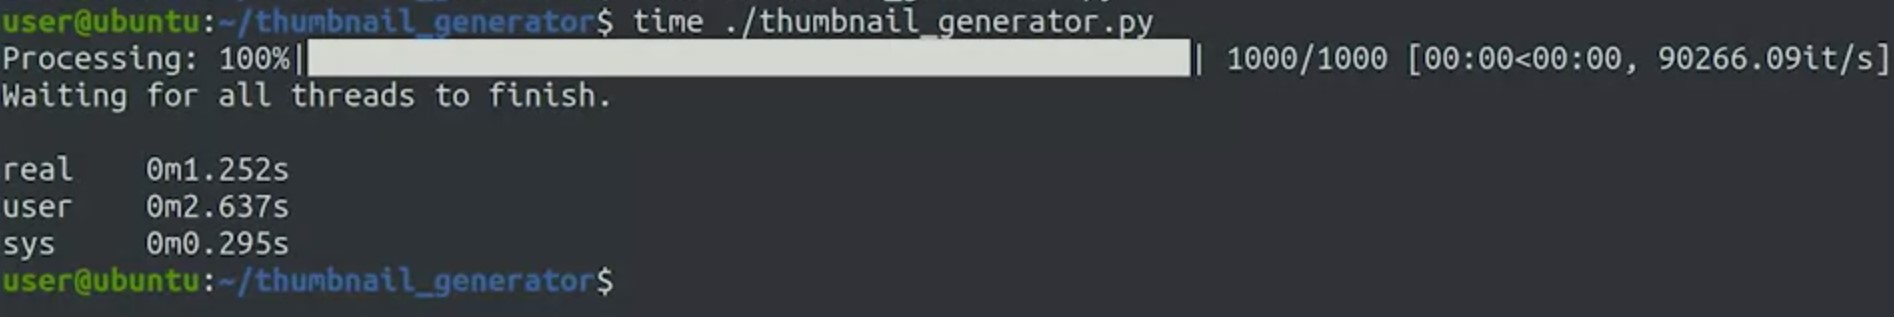 user@ubuntu:~/thumbnail_generator$ time ./thumbnail_generator.py
Processing: 100%|██████████| 1000/1000 [00:00<00:00, 90266.09it/s]
Waiting for all threads to finish.
real 0m1.252s
user 0m2.637s
sys 0m0.295s
user@ubuntu:~/thumbnail_generator$